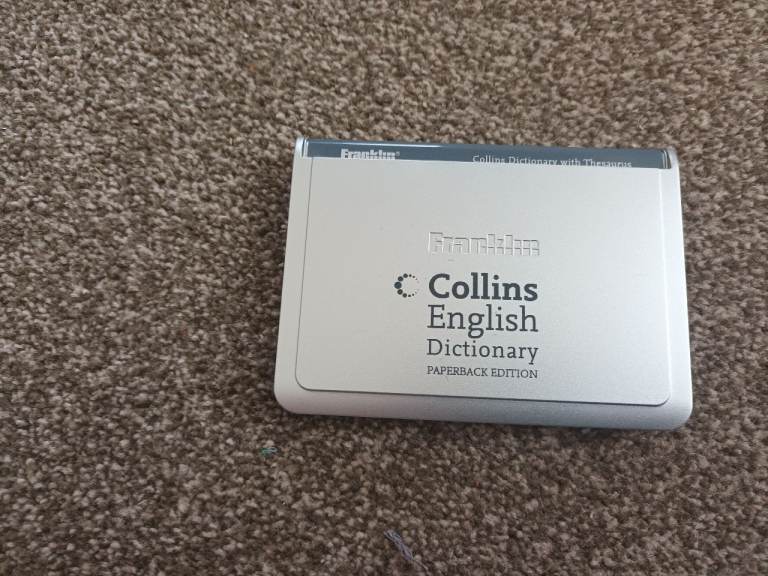 Franklin®
Collins Dictionary with Thesaurus
Franklin
Collins
English
Dictionary
PAPERBACK EDITION